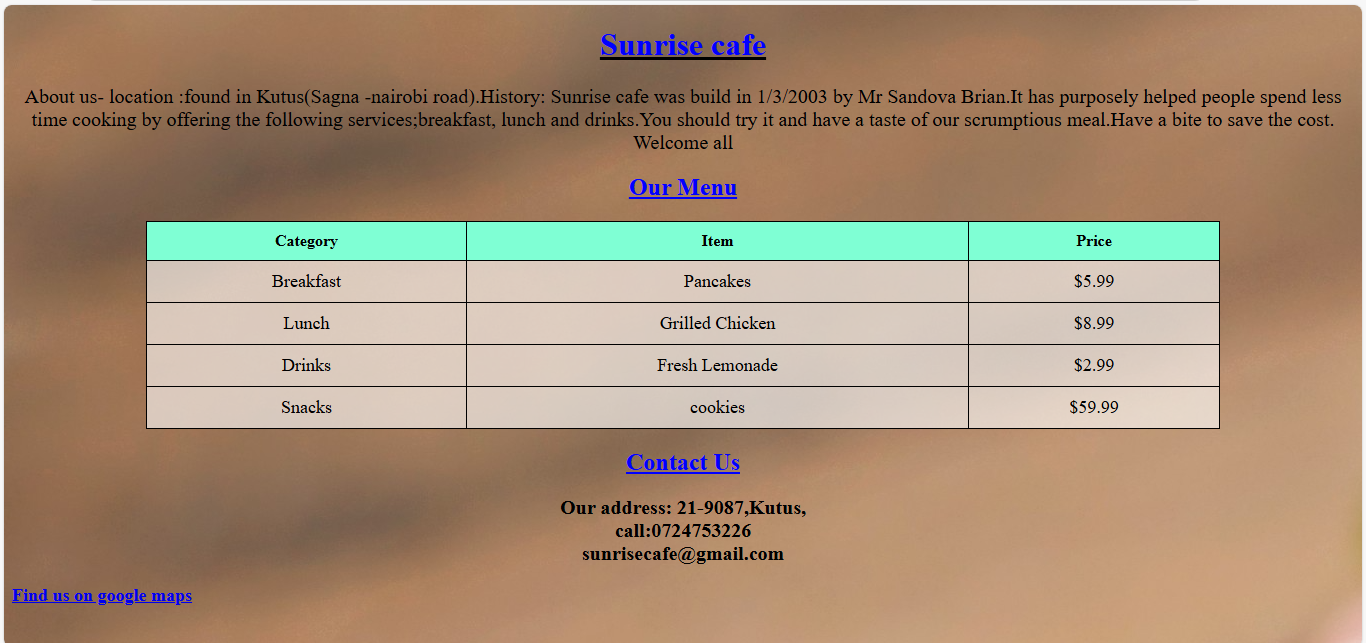 Sunrise cafe
About us- location :found in Kutus(Sagna -nairobi road).History: Sunrise cafe was build in 1/3/2003 by Mr Sandova Brian.It has purposely helped people spend less
time cooking by offering the following services;breakfast, lunch and drinks.You should try it and have a taste of our scrumptious meal.Have a bite to save the cost.
Welcome all
Our Menu
Category Item Price
Breakfast Pancakes $5.99
Lunch Grilled Chicken $8.99
Drinks Fresh Lemonade $2.99
Snacks cookies $59.99
Contact Us
Our address: 21-9087,Kutus,
call:0724753226
sunrisecafe@gmail.com
Find us on google maps